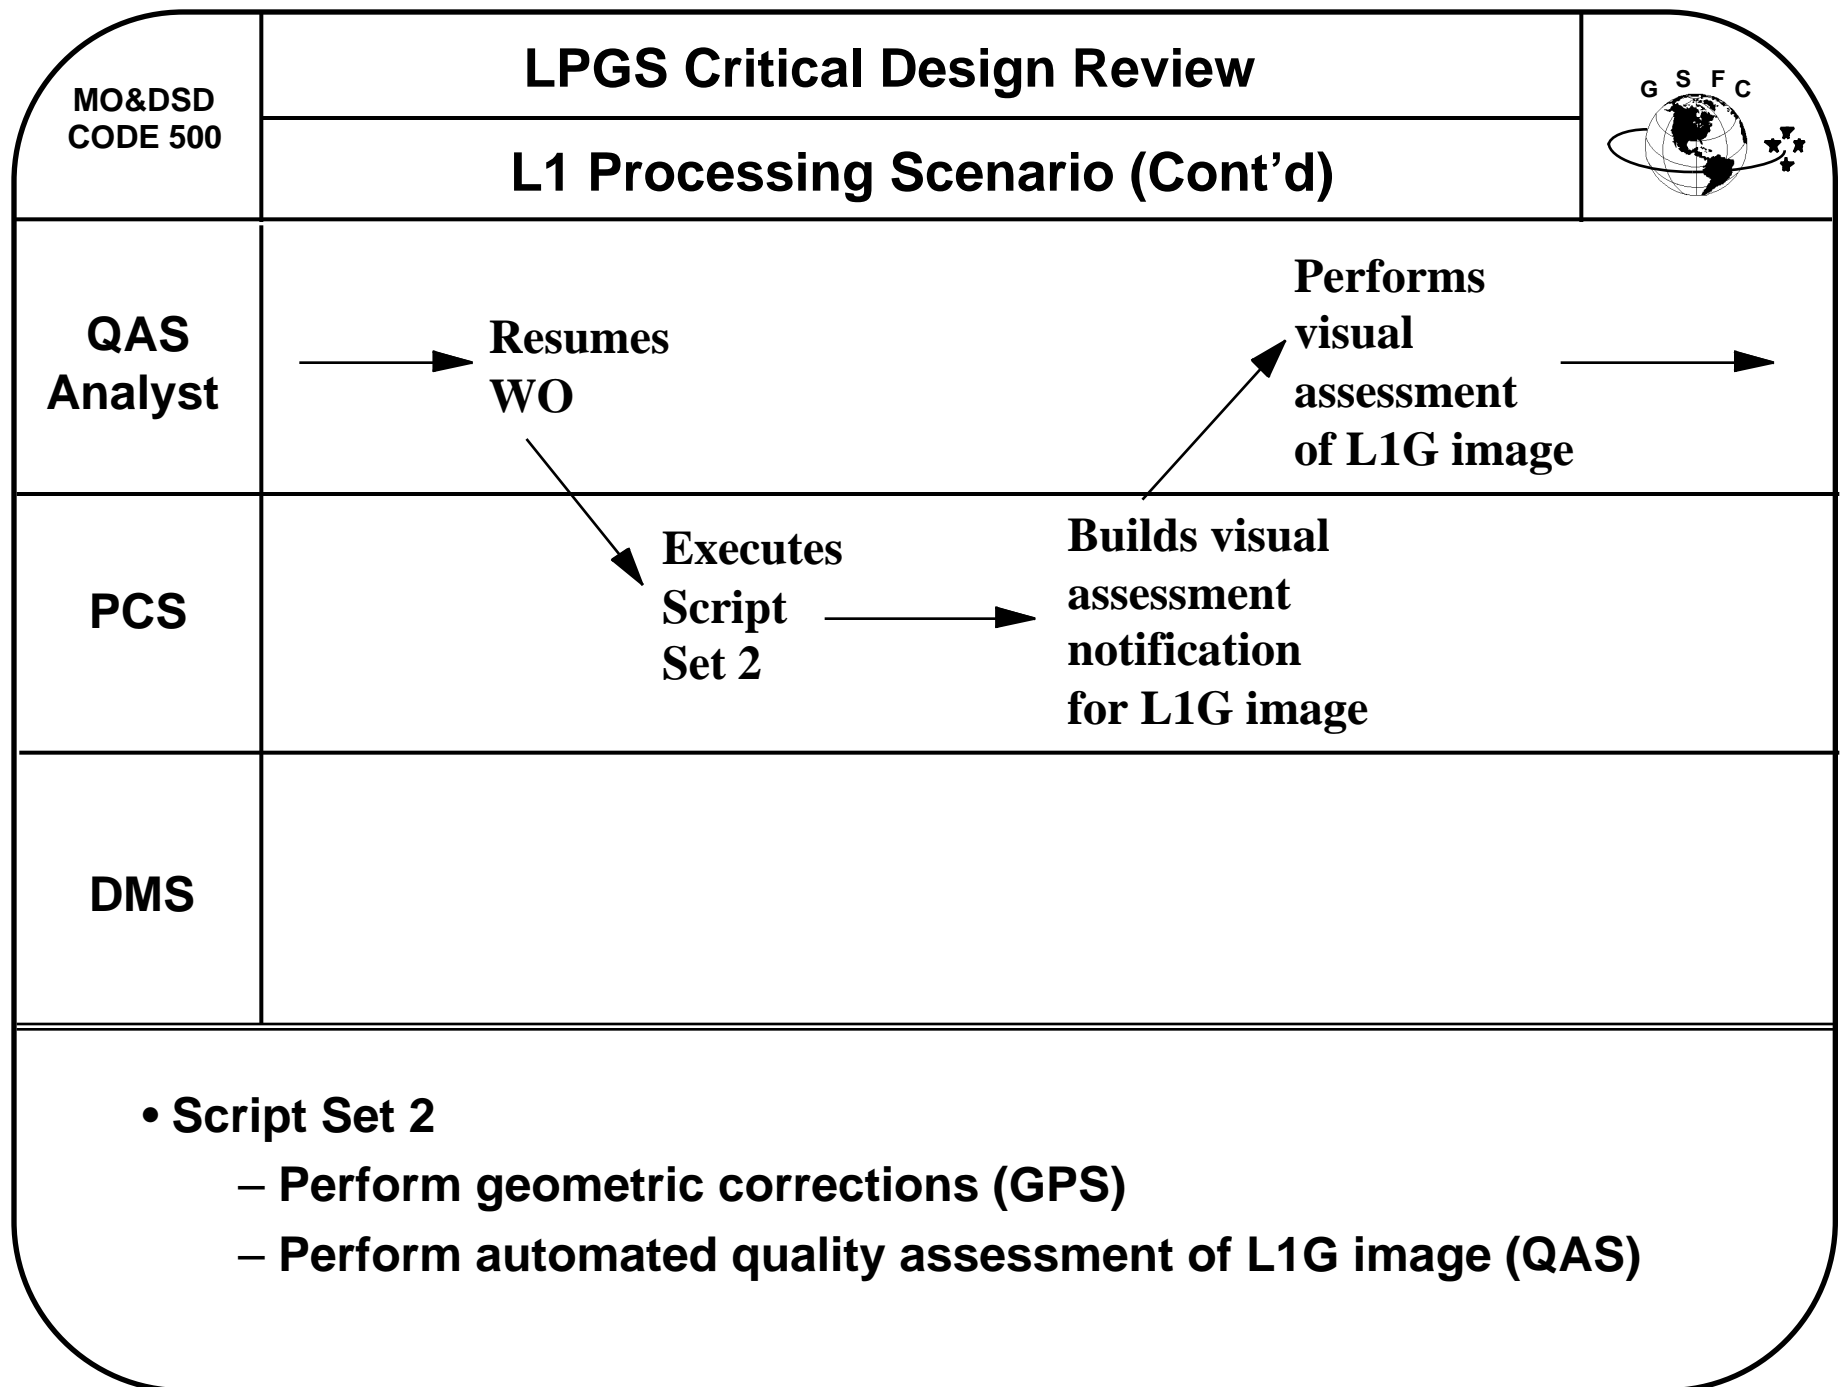 MO&DSD
CODE 500
LPGS Critical Design Review
L1 Processing Scenario (Cont’d)
G S F C
QAS
Analyst
Resumes
WO
Performs
visual
assessment
of L1G image
PCS
Executes
Script
Set 2
Builds visual
assessment
notification
for L1G image
DMS
• Script Set 2
– Perform geometric corrections (GPS)
– Perform automated quality assessment of L1G image (QAS)